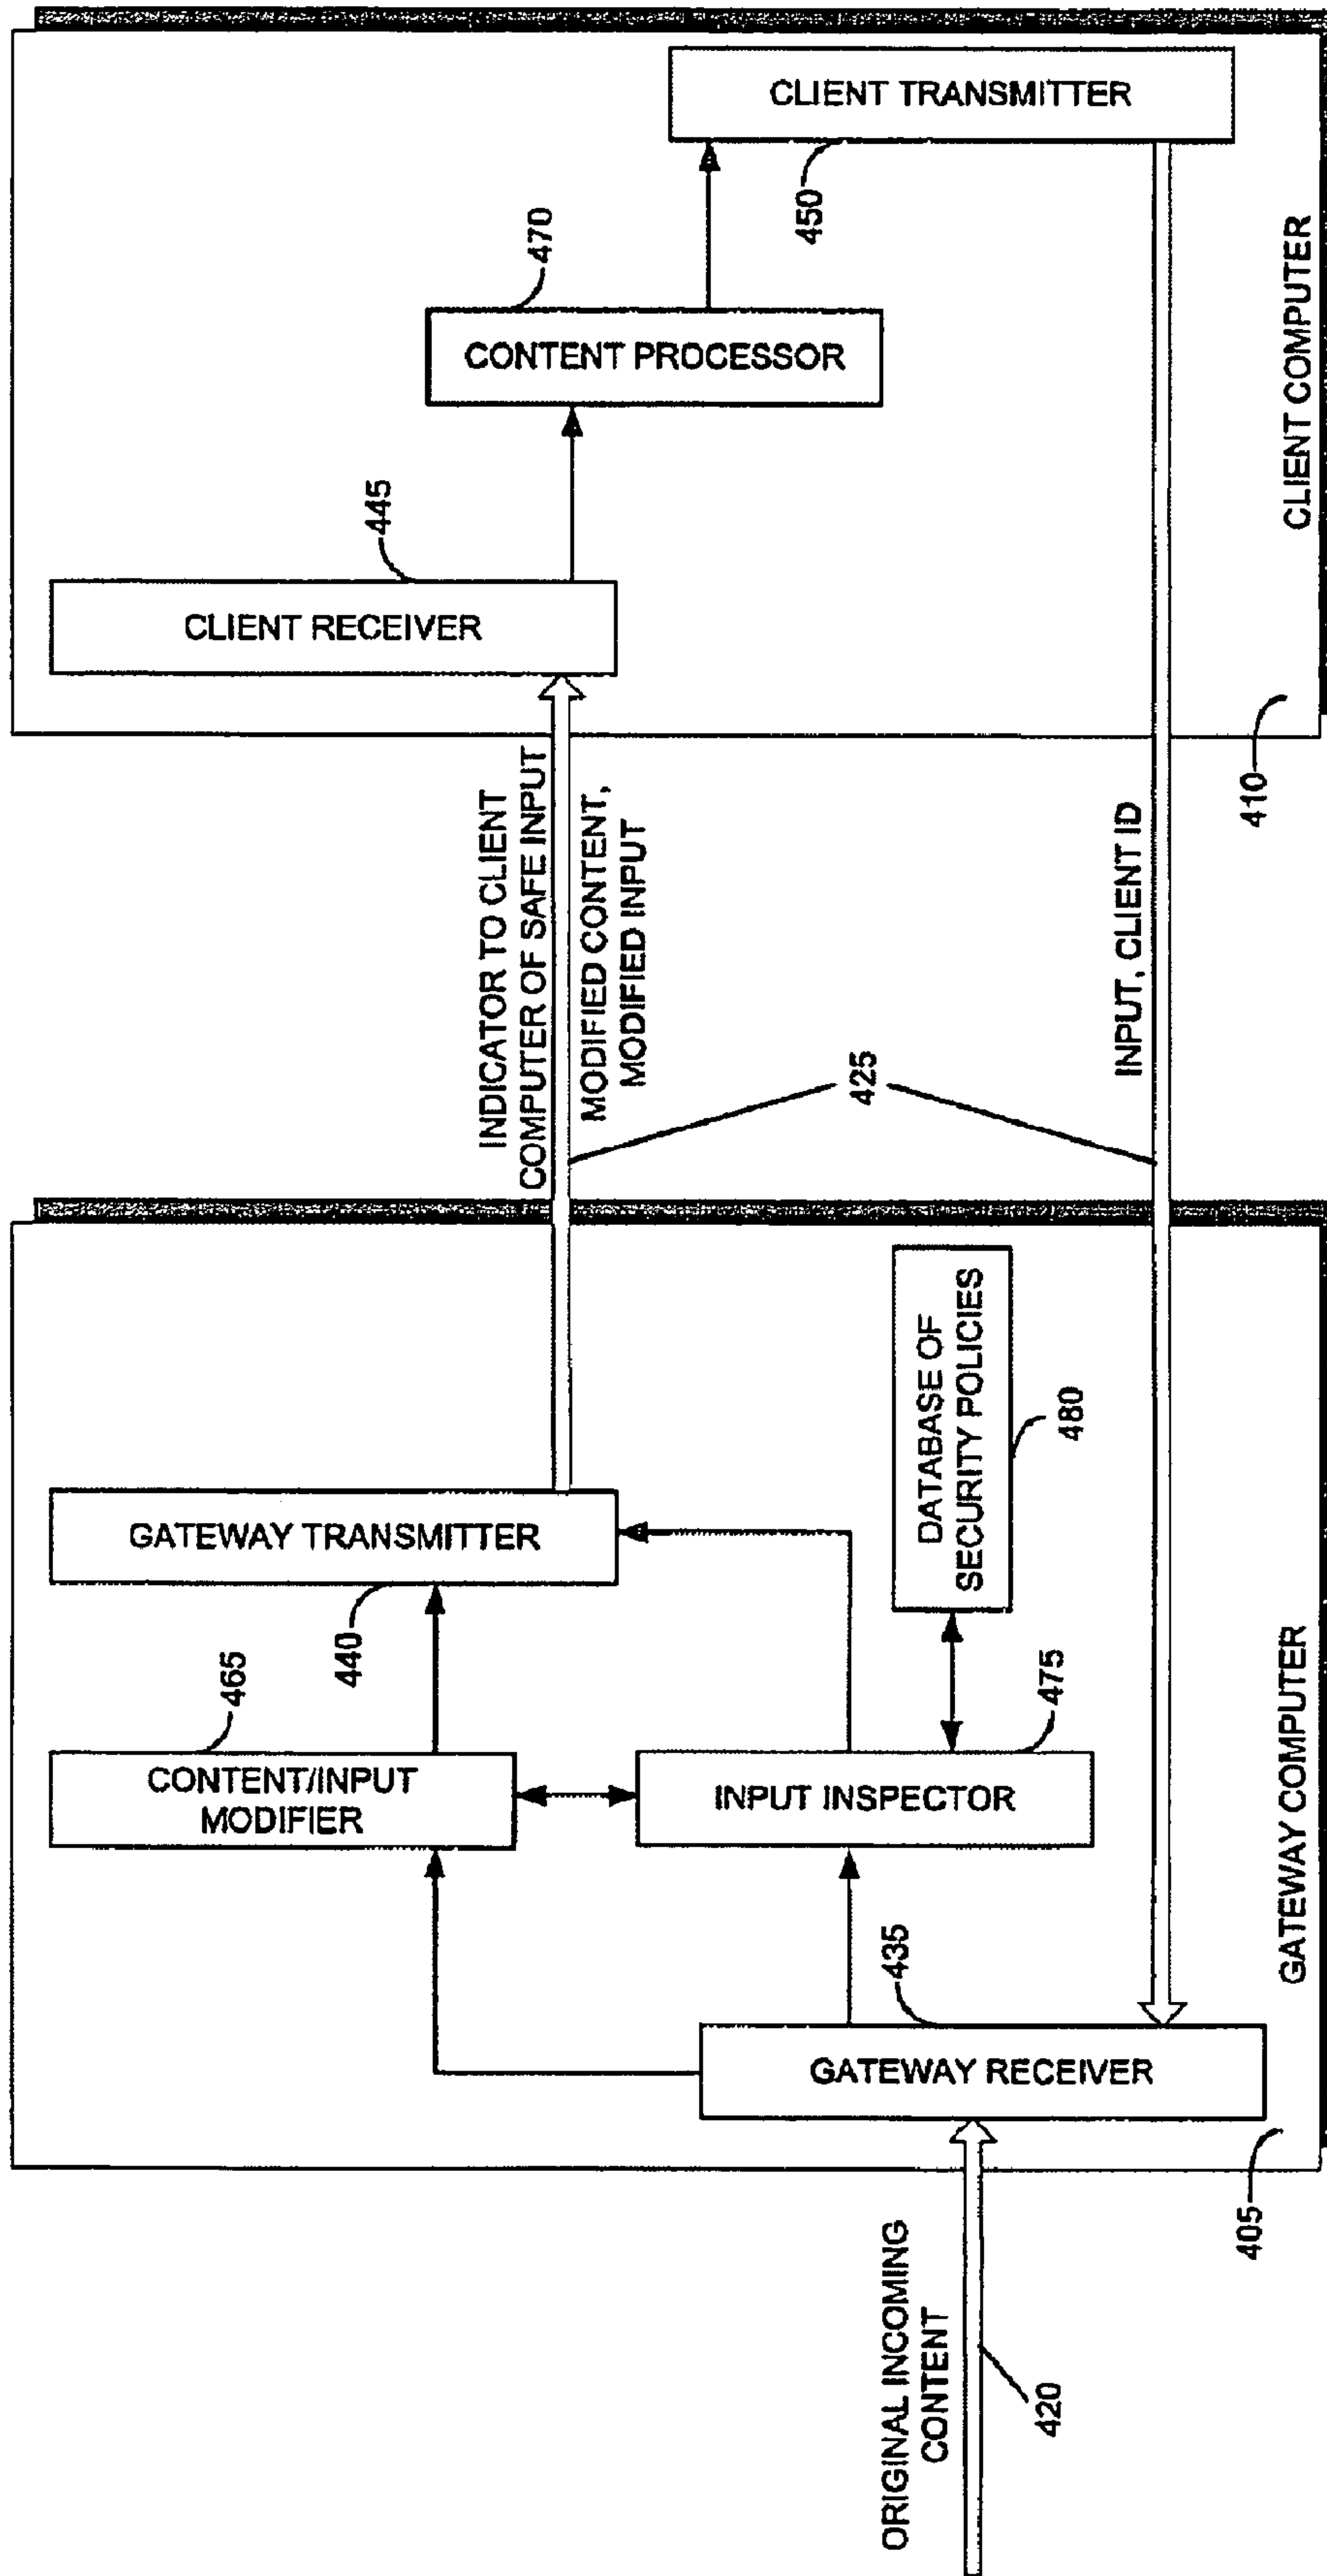 ORIGINAL INCOMING
CONTENT
420
405
GATEWAY COMPUTER
GATEWAY RECEIVER
435
CONTENT/INPUT
MODIFIER
465
INPUT INSPECTOR
475
GATEWAY TRANSMITTER
440
DATABASE OF
SECURITY POLICIES
480
INDICATOR TO CLIENT
COMPUTER OF SAFE INPUT
MODIFIED CONTENT,
MODIFIED INPUT
425
INPUT, CLIENT ID
410
CLIENT COMPUTER
CLIENT RECEIVER
445
CONTENT PROCESSOR
470
CLIENT TRANSMITTER
450